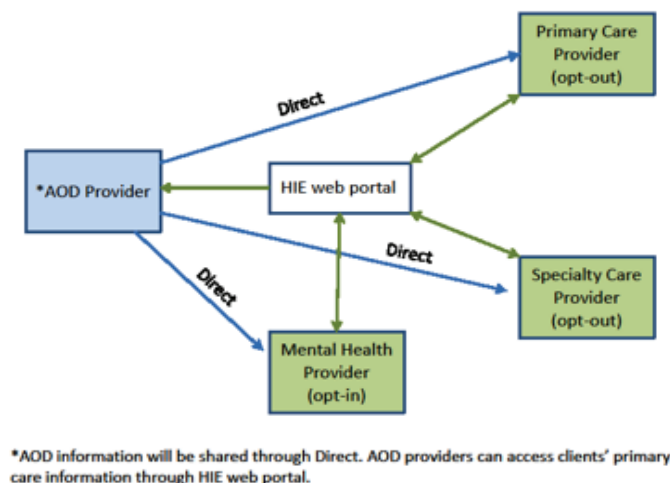 Primary Care
Provider
(opt-out)
Direct
*AOD Provider
HIE web portal
Direct
Direct
Specialty Care
Provider
(opt-out)
Mental Health
Provider
(opt-in)
*AOD information will be shared through Direct. AOD providers can access clients' primary
care information through HIE web portal.